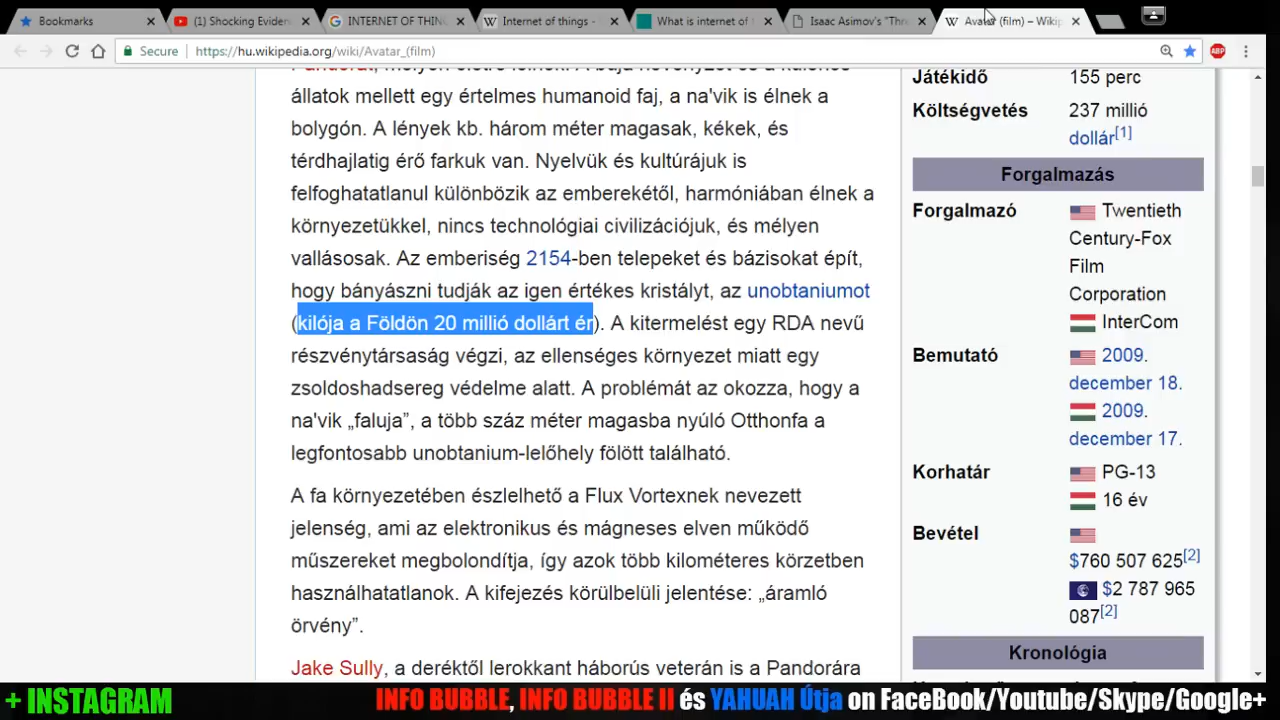 Bookmarks
(1) Shocking Eviden
INTERNET OF THIN
Internet of things -
What is internet of
Isaac Asimov's "Thr
Avatar (film) – Wiki
Secure
https://hu.wikipedia.org/wiki/Avatar_(film)
ABP
állatok mellett egy értelmes humanoid faj, a na'vik is élnek a
bolygón. A lények kb. három méter magasak, kékek, és
térdhajlatig érő farkuk van. Nyelvük és kultúrájuk is
felfoghatatlanul különbözik az emberekétől, harmóniában élnek a
környezetükkel, nincs technológiai civilizációjuk, és mélyen
vallásosak. Az emberiség 2154-ben telepeket és bázisokat épít,
hogy bányászni tudják az igen értékes kristályt, az unobtaniumot
(kilója a Földön 20 millió dollárt ér). A kitermelést egy RDA nevű
részvénytársaság végzi, az ellenséges környezet miatt egy
zsoldoshadsereg védelme alatt. A problémát az okozza, hogy a
na'vik „faluja”, a több száz méter magasba nyúló Otthonfa a
legfontosabb unobtanium-lelőhely fölött található.
A fa környezetében észlelhető a Flux Vortexnek nevezett
jelenség, ami az elektronikus és mágneses elven működő
műszereket megbolondítja, így azok több kilométeres körzetben
használhatatlanok. A kifejezés körülbelüli jelentése: „áramló
örvény”.
Jake Sully, a deréktól lerokkant háborús veterán is a Pandorára
Játékidő 155 perc
Költségvetés 237 millió
dollár[1]
Forgalmazás
Forgalmazó Twentieth
Century-Fox
Film
Corporation
InterCom
Bemutató 2009.
december 18.
2009.
december 17.
Korhatár PG-13
16 év
Bevétel
$760 507 625[2]
$2 787 965
087[2]
Kronológia
+ INSTAGRAM
INFO BUBBLE, INFO BUBBLE II és YAHUAH Útja on FaceBook/Youtube/Skype/Google+